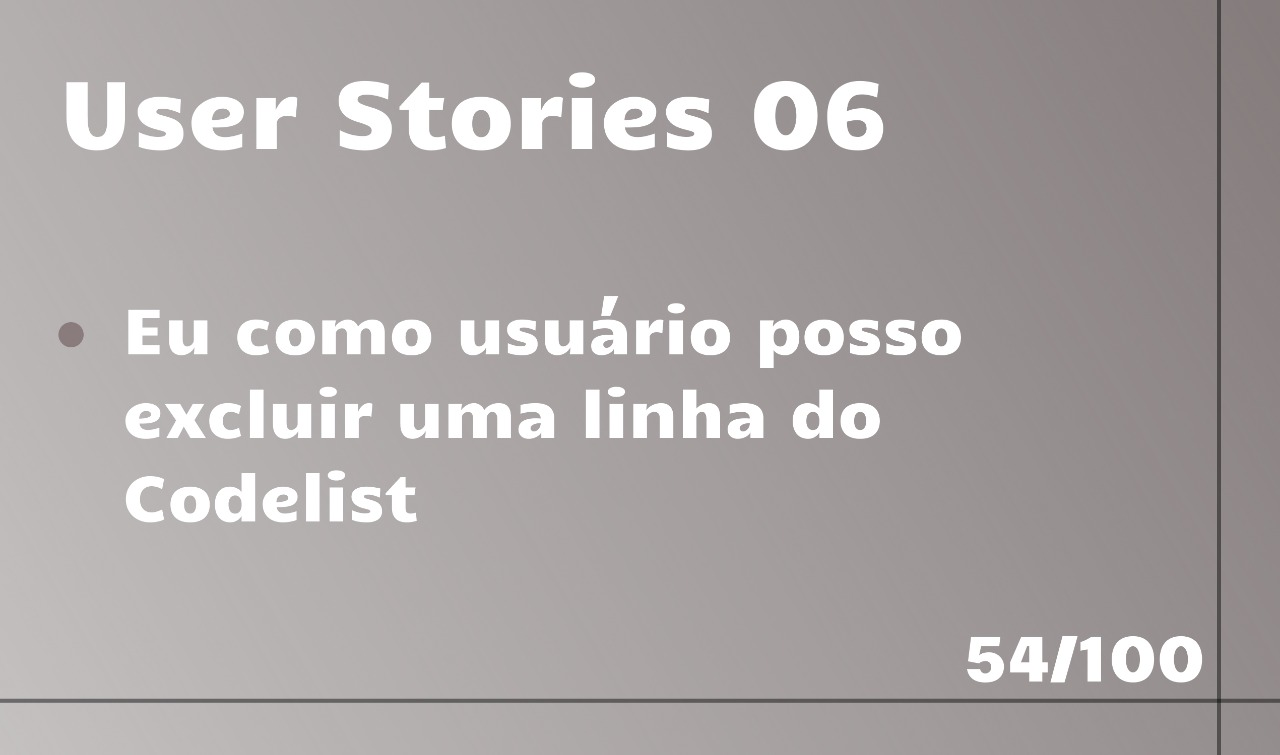 User Stories 06
Eu como usuário posso
excluir uma linha do
Codelist
54/100